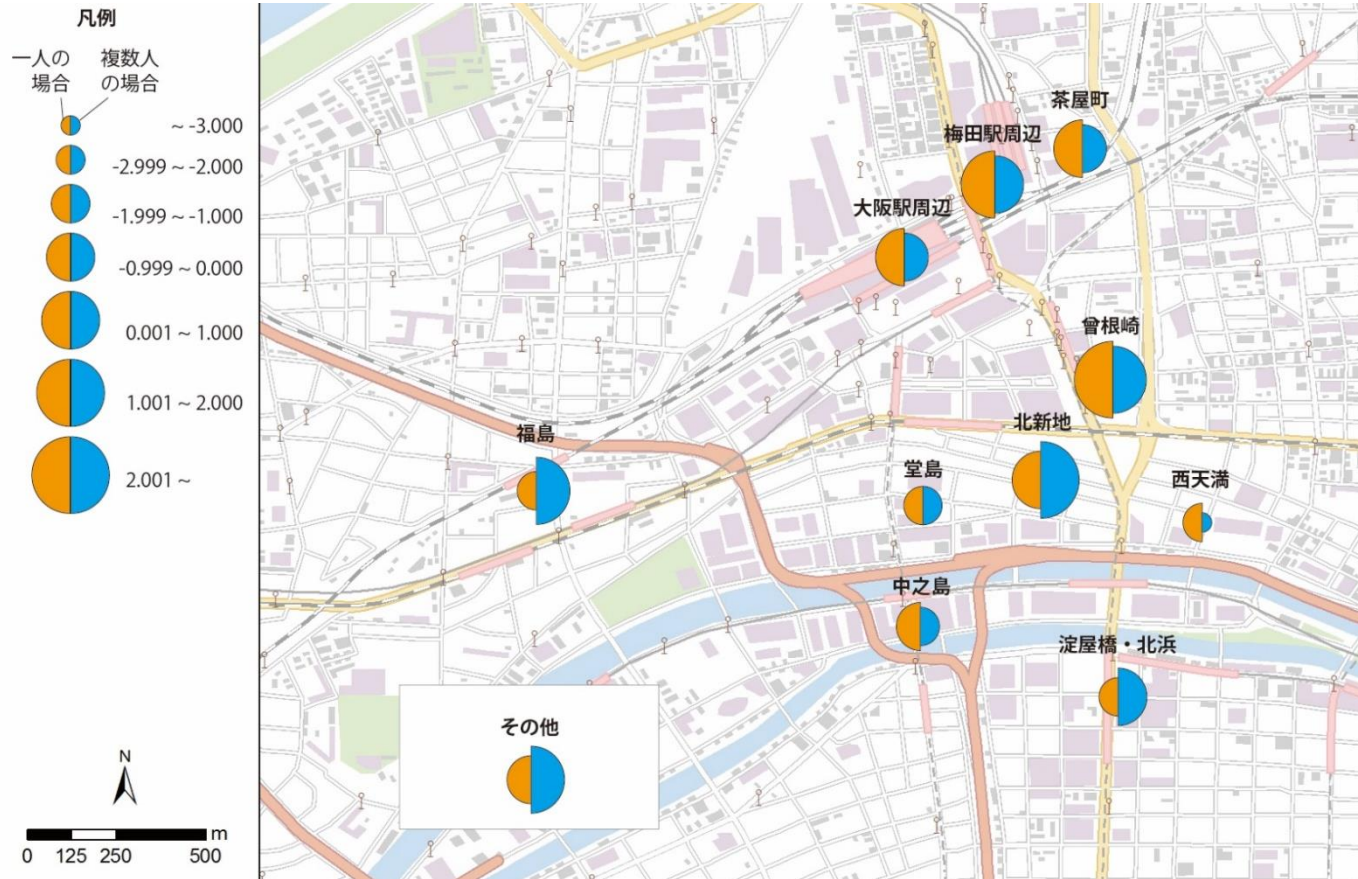 凡例
一人の
場合
複数人
の場合
~ -3.000
-2.999 ~ -2.000
-1.999 ~ -1.000
-0.999 ~ 0.000
0.001 ~ 1.000
1.001 ~ 2.000
2.001 ~
N
m
0 125 250 500
茶屋町
梅田駅周辺
大阪駅周辺
曾根崎
北新地
福島
堂島
西天満
中之島
淀屋橋・北浜
その他